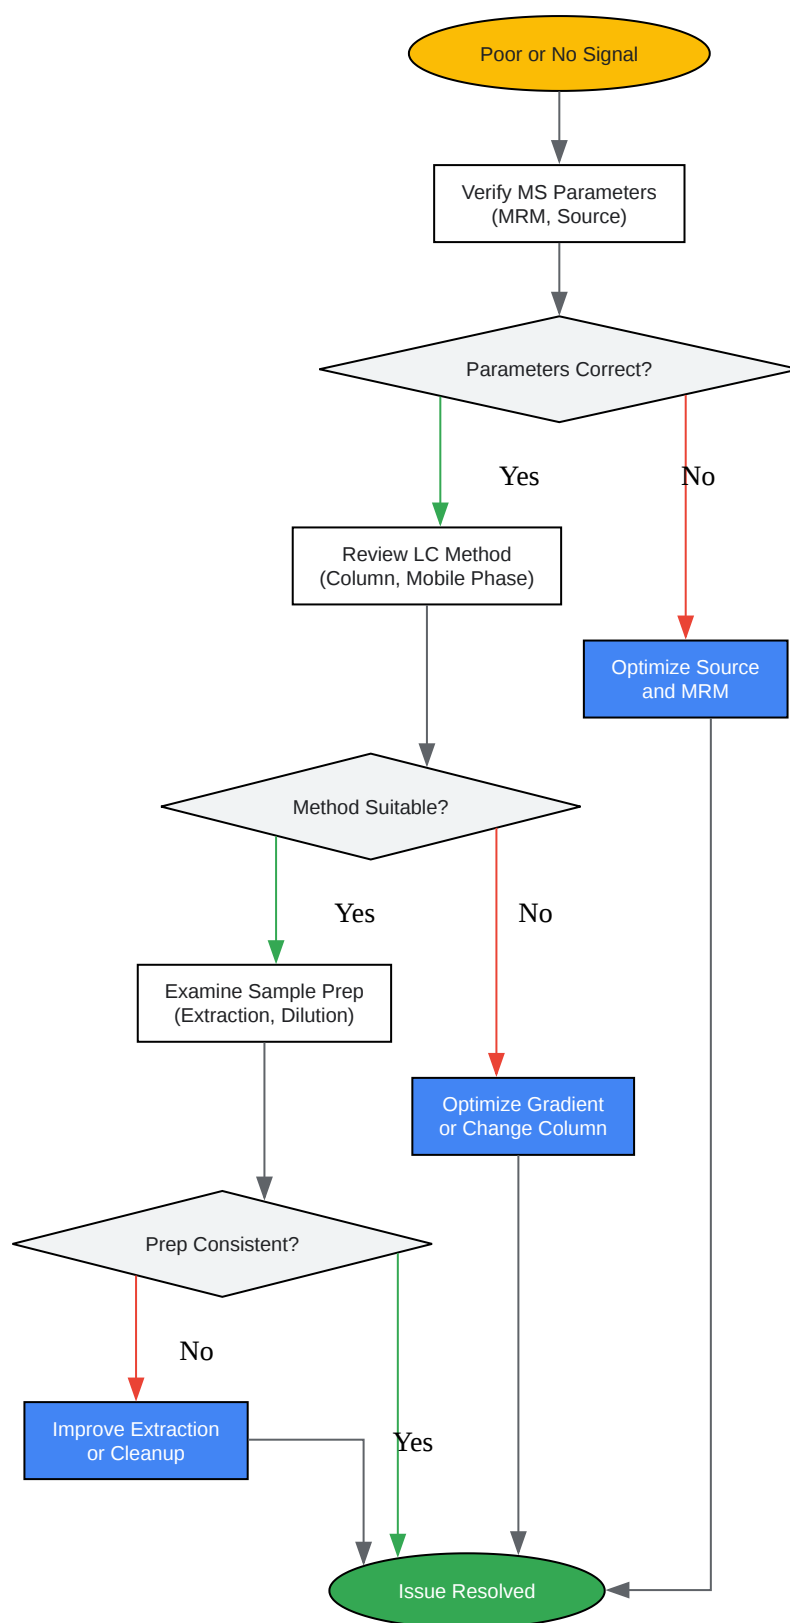 Poor or No Signal
Verify MS Parameters
(MRM, Source)
Parameters Correct?
Yes
No
Review LC Method
(Column, Mobile Phase)
Optimize Source
and MRM
Method Suitable?
Yes
No
Examine Sample Prep
(Extraction, Dilution)
Optimize Gradient
or Change Column
Prep Consistent?
No
Improve Extraction
or Cleanup
Yes
Issue Resolved